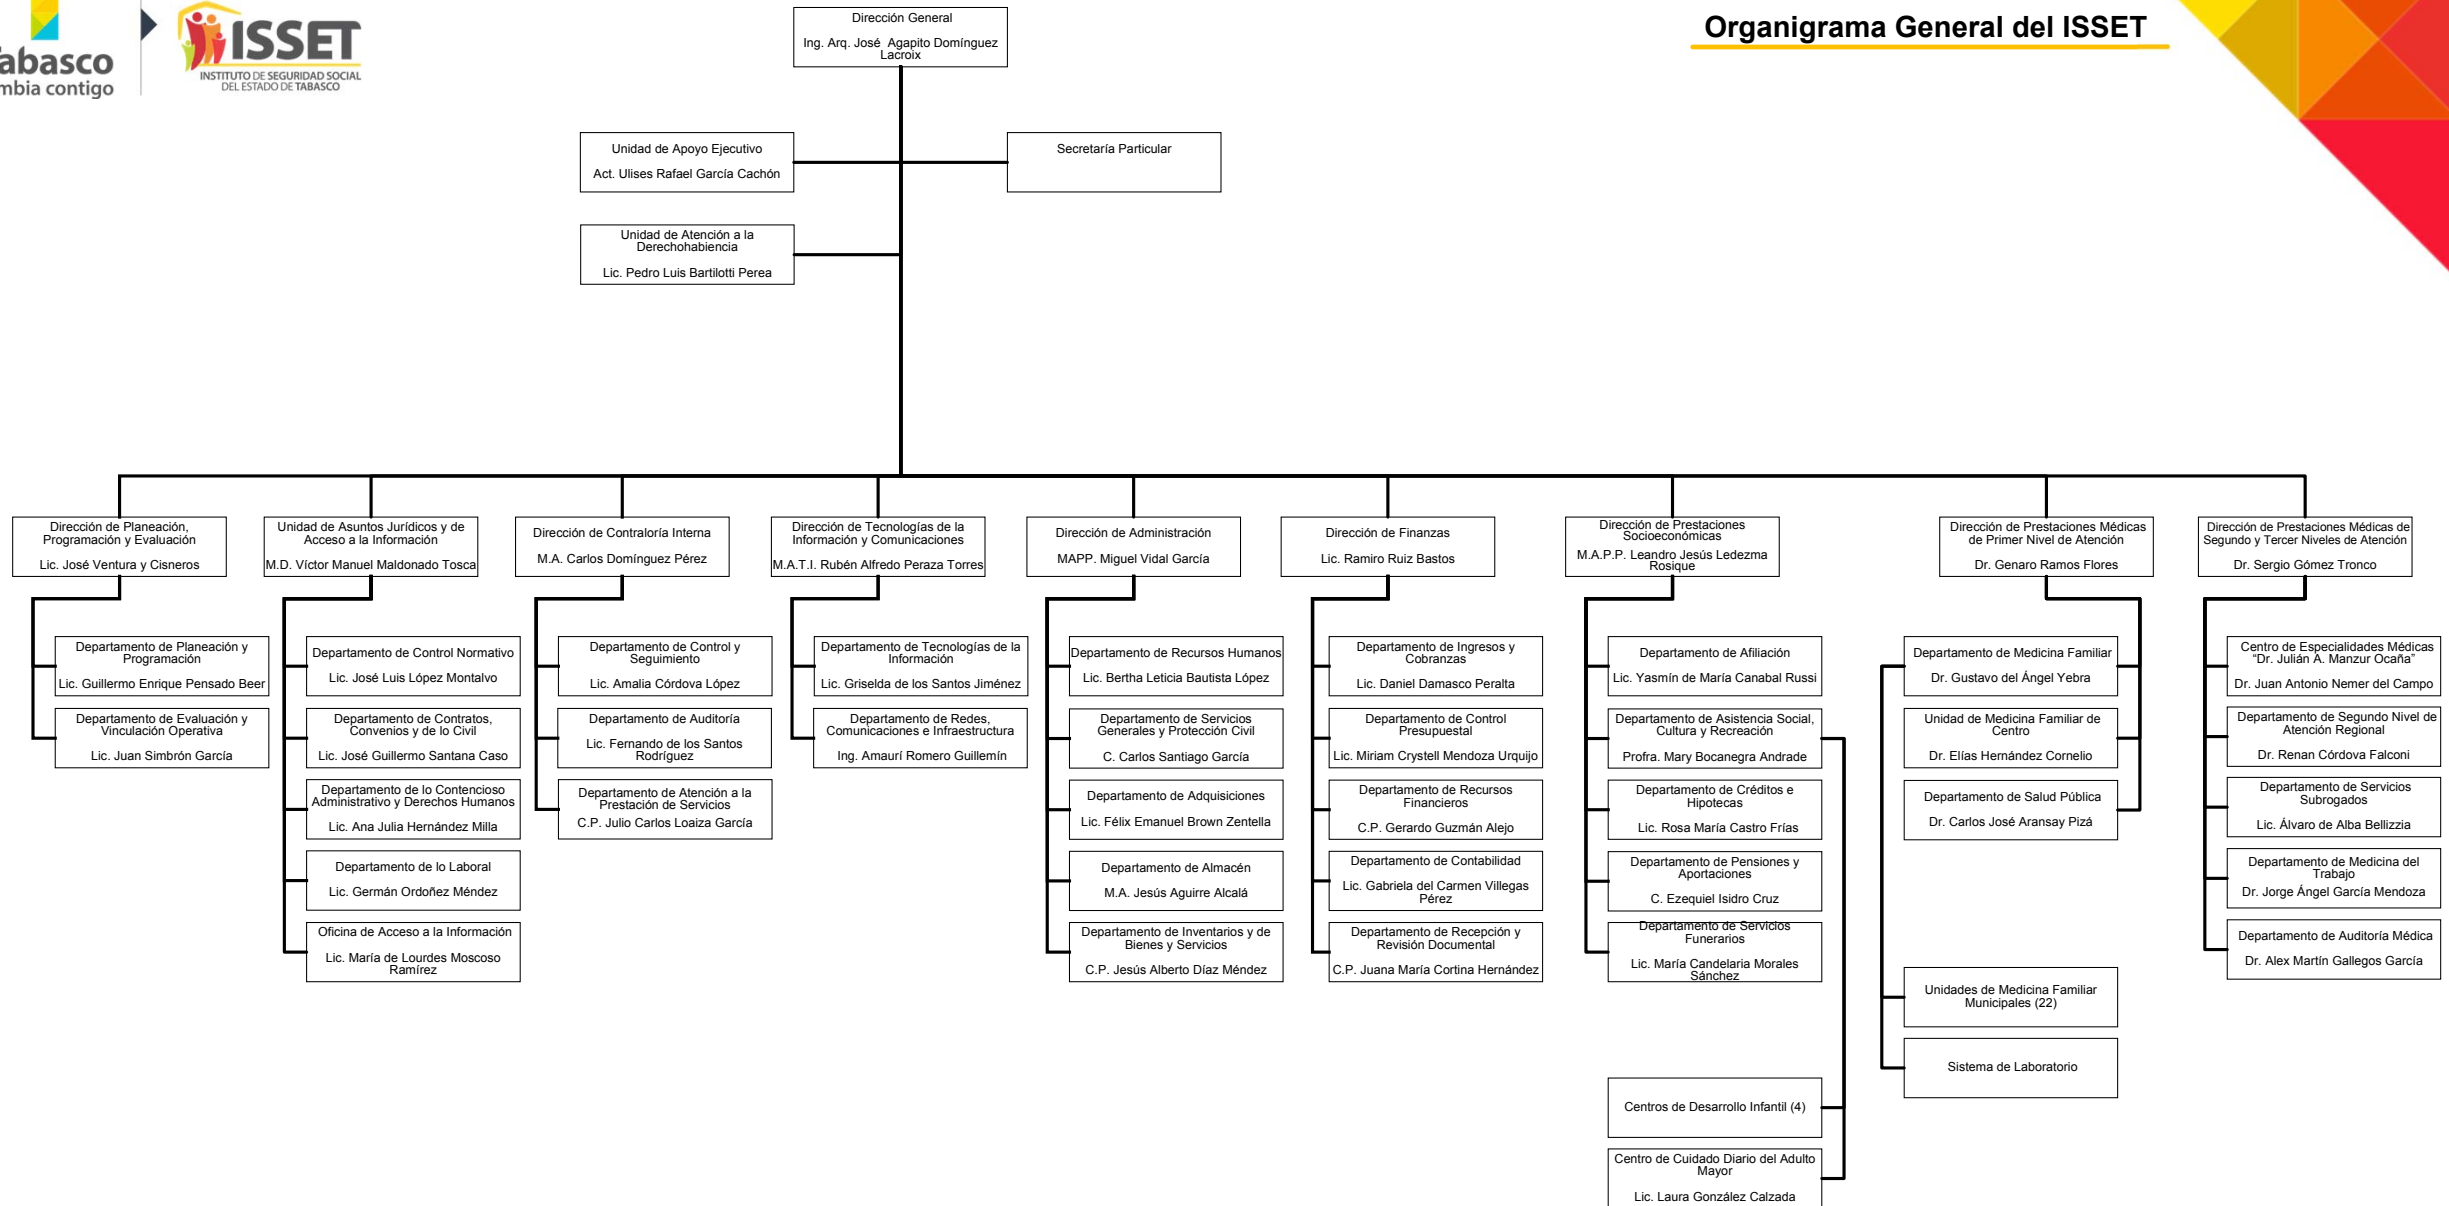 abasco
mbia contigo
ISSET
INSTITUTO DE SEGURIDAD SOCIAL
DEL ESTADO DE TABASCO
Organigrama General del ISSET
Dirección General
Ing. Arq. José Agapito Domínguez
Lacroix
Unidad de Apoyo Ejecutivo
Act. Ulises Rafael García Cachón
Secretaría Particular
Unidad de Atención a la
Derechohabiencia
Lic. Pedro Luis Bartilotti Perea
Dirección de Planeación,
Programación y Evaluación
Lic. José Ventura y Cisneros
Departamento de Planeación y
Programación
Lic. Guillermo Enrique Pensado Beer
Departamento de Evaluación y
Vinculación Operativa
Lic. Juan Simbrón García
Unidad de Asuntos Jurídicos y de
Acceso a la Información
M.D. Víctor Manuel Maldonado Tosca
Departamento de Control Normativo
Lic. José Luis López Montalvo
Departamento de Contratos,
Convenios y de lo Civil
Lic. José Guillermo Santana Caso
Departamento de lo Contencioso
Administrativo y Derechos Humanos
Lic. Ana Julia Hernández Milla
Departamento de lo Laboral
Lic. Germán Ordoñez Méndez
Oficina de Acceso a la Información
Lic. María de Lourdes Moscoso
Ramírez
Dirección de Contraloría Interna
M.A. Carlos Domínguez Pérez
Departamento de Control y
Seguimiento
Lic. Amalia Córdova López
Departamento de Auditoría
Lic. Fernando de los Santos
Rodríguez
Departamento de Atención a la
Prestación de Servicios
C.P. Julio Carlos Loaiza García
Dirección de Tecnologías de la
Información y Comunicaciones
M.A.T.I. Rubén Alfredo Peraza Torres
Departamento de Tecnologías de la
Información
Lic. Griselda de los Santos Jiménez
Departamento de Redes,
Comunicaciones e Infraestructura
Ing. Amaurí Romero Guillemín
Dirección de Administración
MAPP. Miguel Vidal García
Departamento de Recursos Humanos
Lic. Bertha Leticia Bautista López
Departamento de Servicios
Generales y Protección Civil
C. Carlos Santiago García
Departamento de Adquisiciones
Lic. Félix Emanuel Brown Zentella
Departamento de Almacén
M.A. Jesús Aguirre Alcalá
Departamento de Inventarios y de
Bienes y Servicios
C.P. Jesús Alberto Díaz Méndez
Dirección de Finanzas
Lic. Ramiro Ruiz Bastos
Departamento de Ingresos y
Cobranzas
Lic. Daniel Damasco Peralta
Departamento de Control
Presupuestal
Lic. Miriam Crystell Mendoza Urquijo
Departamento de Recursos
Financieros
C.P. Gerardo Guzmán Alejo
Departamento de Contabilidad
Lic. Gabriela del Carmen Villegas
Pérez
Departamento de Recepción y
Revisión Documental
C.P. Juana María Cortina Hernández
Dirección de Prestaciones
Socioeconómicas
M.A.P.P. Leandro Jesús Ledezma
Rosique
Departamento de Afiliación
Lic. Yasmín de María Canabal Russi
Departamento de Asistencia Social,
Cultura y Recreación
Profra. Mary Bocanegra Andrade
Departamento de Créditos e
Hipotecas
Lic. Rosa María Castro Frías
Departamento de Pensiones y
Aportaciones
C. Ezequiel Isidro Cruz
Departamento de Servicios
Funerarios
Lic. María Candelaria Morales
Sánchez
Centros de Desarrollo Infantil (4)
Centro de Cuidado Diario del Adulto
Mayor
Lic. Laura González Calzada
Dirección de Prestaciones Médicas
de Primer Nivel de Atención
Dr. Genaro Ramos Flores
Departamento de Medicina Familiar
Dr. Gustavo del Ángel Yebra
Unidad de Medicina Familiar de
Centro
Dr. Elías Hernández Cornelio
Departamento de Salud Pública
Dr. Carlos José Aransay Pizá
Unidades de Medicina Familiar
Municipales (22)
Sistema de Laboratorio
Dirección de Prestaciones Médicas de
Segundo y Tercer Niveles de Atención
Dr. Sergio Gómez Tronco
Centro de Especialidades Médicas
“Dr. Julián A. Manzur Ocaña”
Dr. Juan Antonio Nemer del Campo
Departamento de Segundo Nivel de
Atención Regional
Dr. Renan Córdova Falconi
Departamento de Servicios
Subrogados
Lic. Álvaro de Alba Bellizzia
Departamento de Medicina del
Trabajo
Dr. Jorge Ángel García Mendoza
Departamento de Auditoría Médica
Dr. Alex Martín Gallegos García